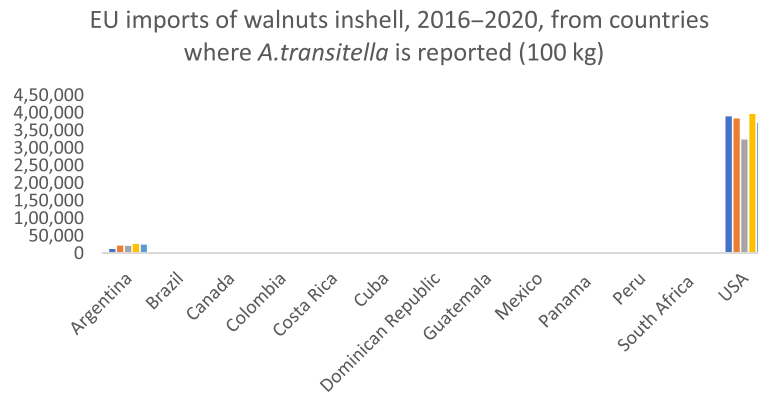 EU imports of walnuts inshell, 2016–2020, from countries
where A.transitella is reported (100 kg)
4,50,000
4,00,000
3,50,000
3,00,000
2,50,000
2,00,000
1,50,000
1,00,000
50,000
0
Argentina
Brazil
Canada
Colombia
Costa Rica
Cuba
Dominican Republic
Guatemala
Mexico
Panama
Peru
South Africa
USA